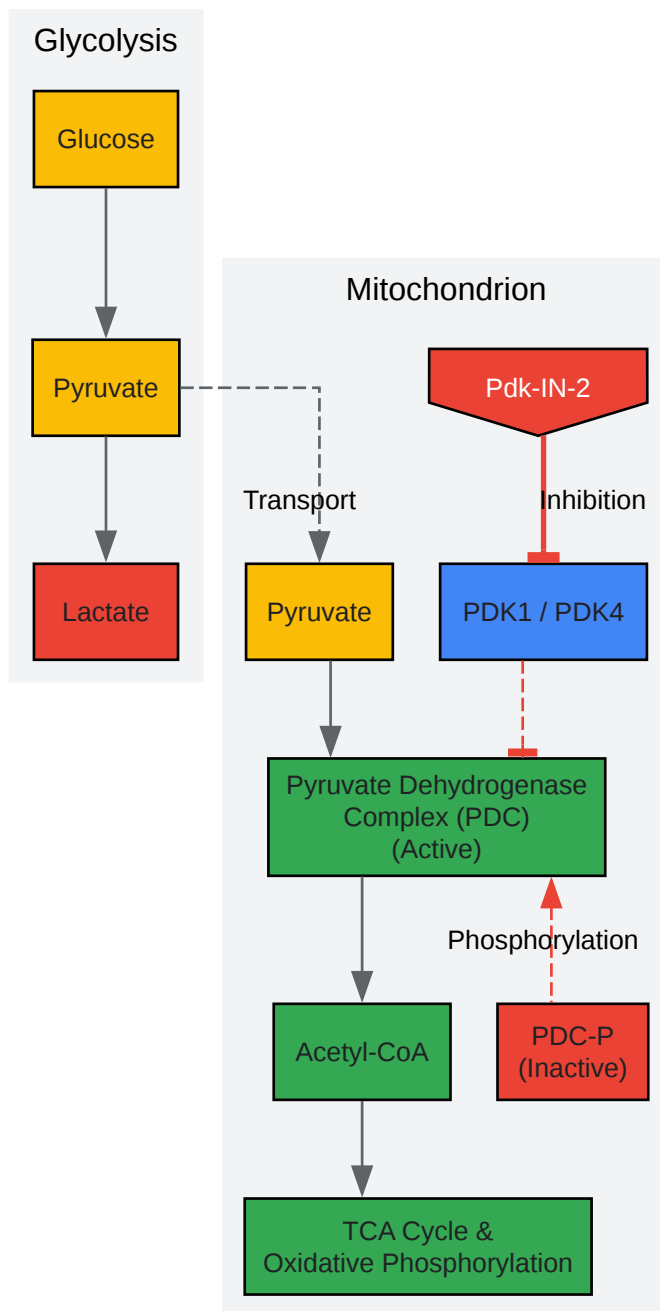 Glycolysis
Glucose
Pyruvate
Lactate
Mitochondrion
Pdk-IN-2
Transport
Inhibition
Pyruvate
PDK1 / PDK4
Pyruvate Dehydrogenase
Complex (PDC)
(Active)
Phosphorylation
Acetyl-CoA
PDC-P
(Inactive)
TCA Cycle &
Oxidative Phosphorylation